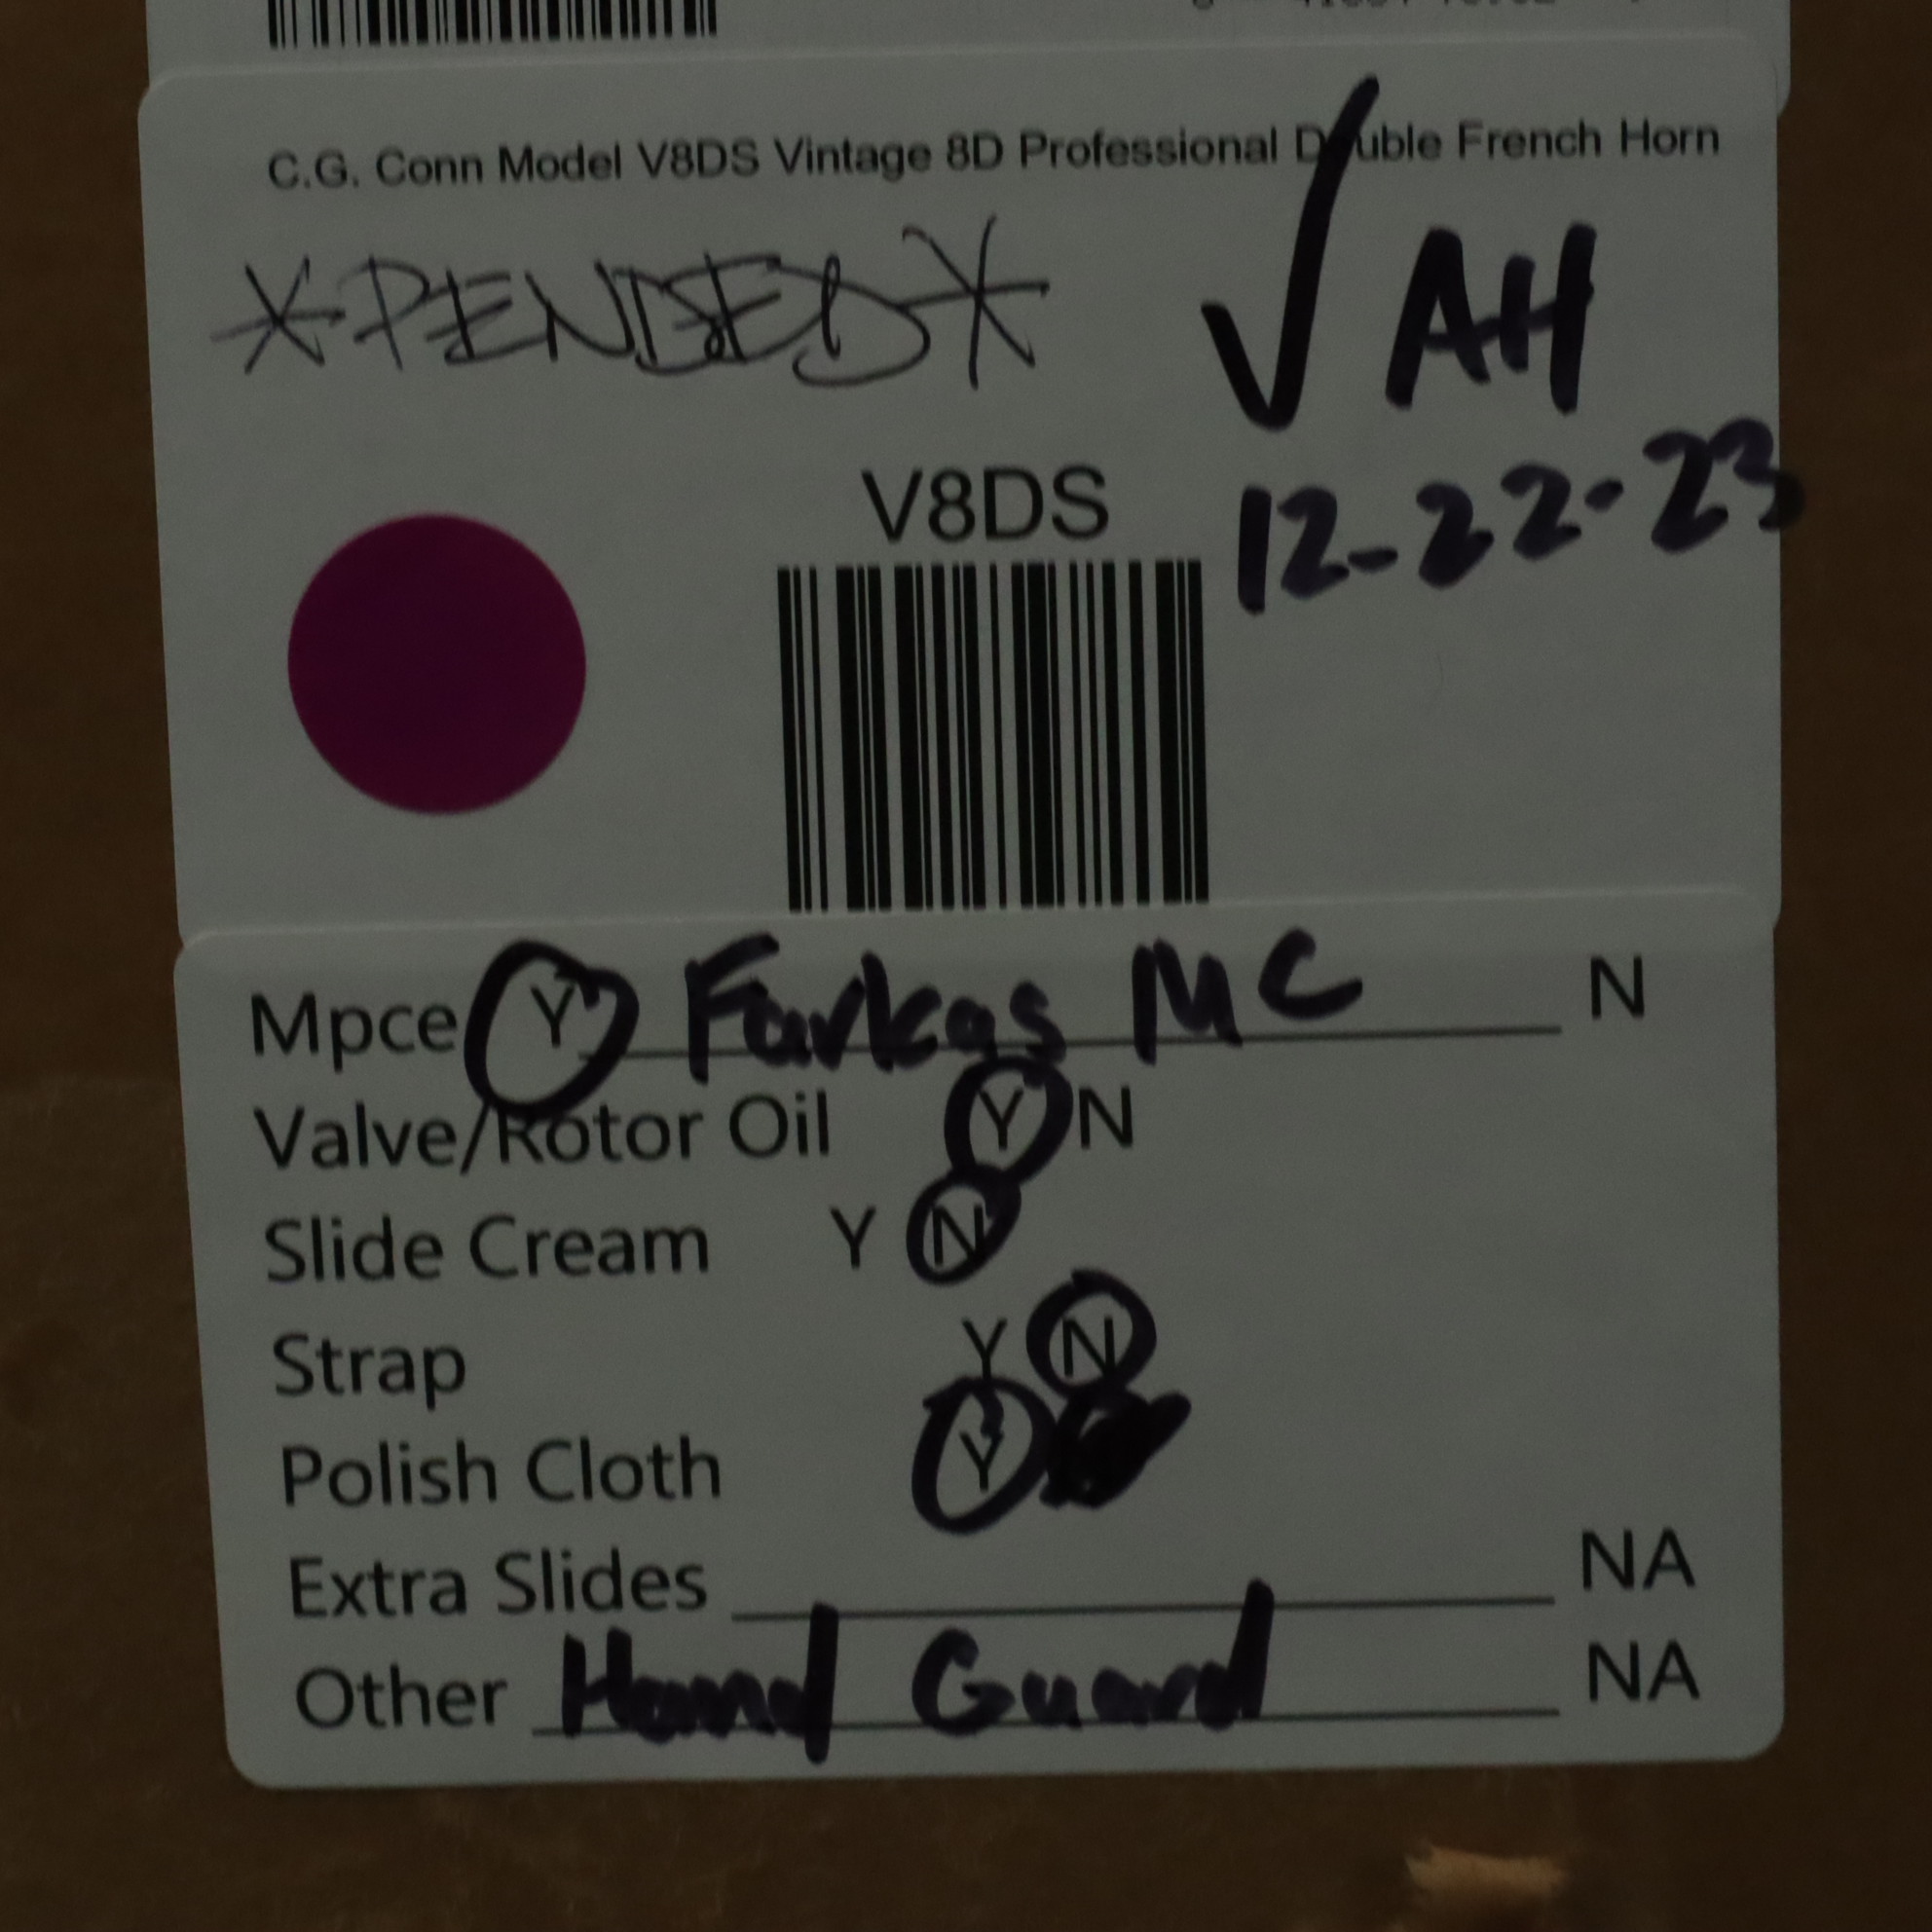 C.G. Conn Model V8DS Vintage 8D Professional Double French Horn
*PENDED* √ AH
12-22-23
V8DS
Mpce Y Farkas MC N
Valve/Rotor Oil Y N
Slide Cream Y N
Strap Y N
Polish Cloth Y
Extra Slides NA
Other Hand Guard NA